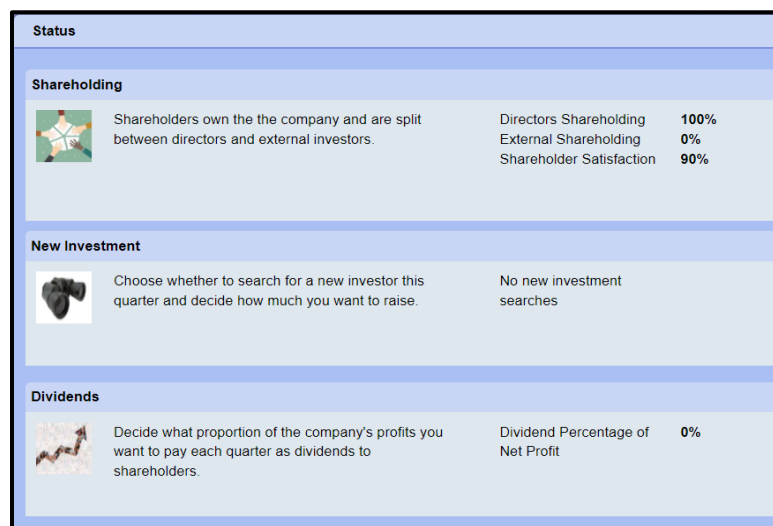 Status
Shareholding
Shareholders own the the company and are split
between directors and external investors.
Directors Shareholding 100%
External Shareholding 0%
Shareholder Satisfaction 90%
New Investment
Choose whether to search for a new investor this
quarter and decide how much you want to raise.
No new investment
searches
Dividends
Decide what proportion of the company's profits you
want to pay each quarter as dividends to
shareholders.
Dividend Percentage of 0%
Net Profit